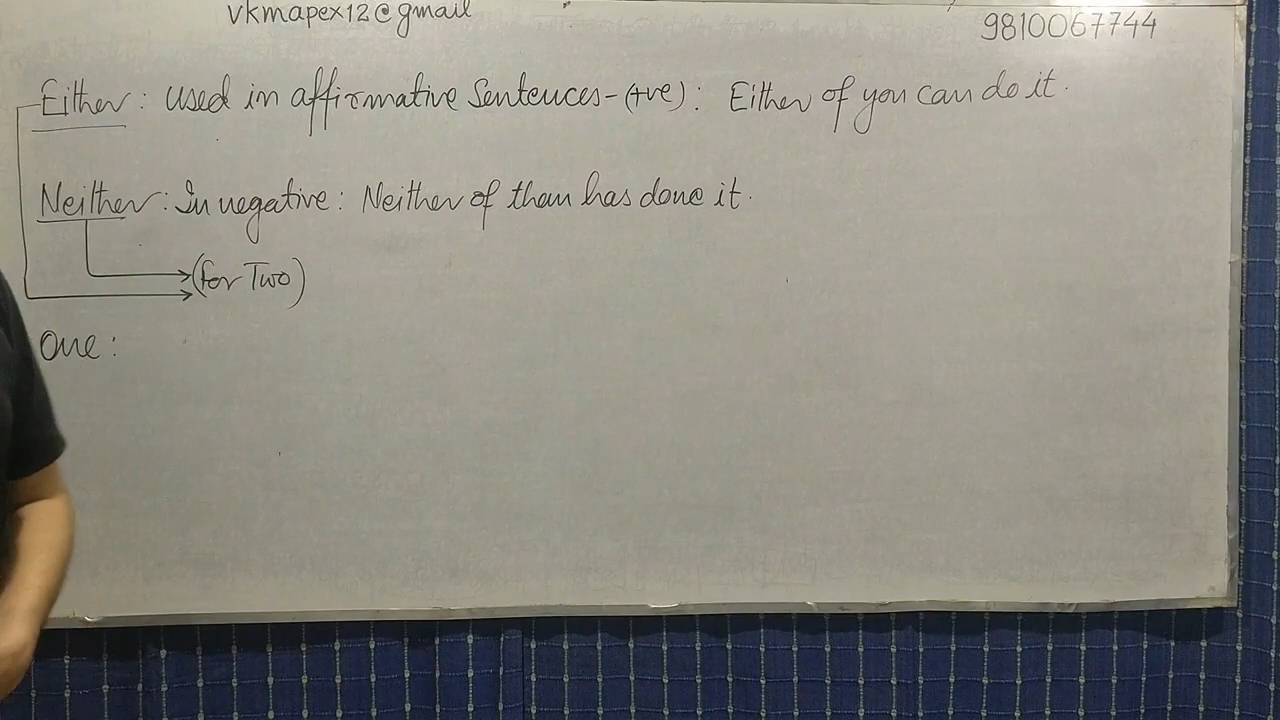 vkmapex12@gmail
9810067744
Either: used in affirmative Sentences-(+ve): Either of you can do it.
Neither: In negative: Neither of them has done it.
(for Two)
One: